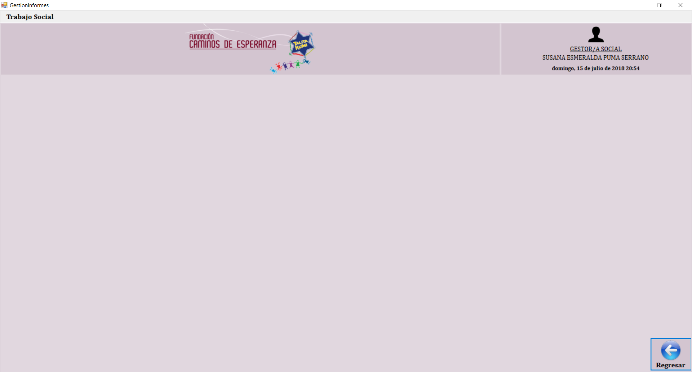 GestionInformes
Trabajo Social
FUNDACIÓN
CAMINOS DE ESPERANZA
GESTOR/A SOCIAL
SUSANA ESMERALDA PUMA SERRANO
domingo, 15 de julio de 2018 20:54
Regresar